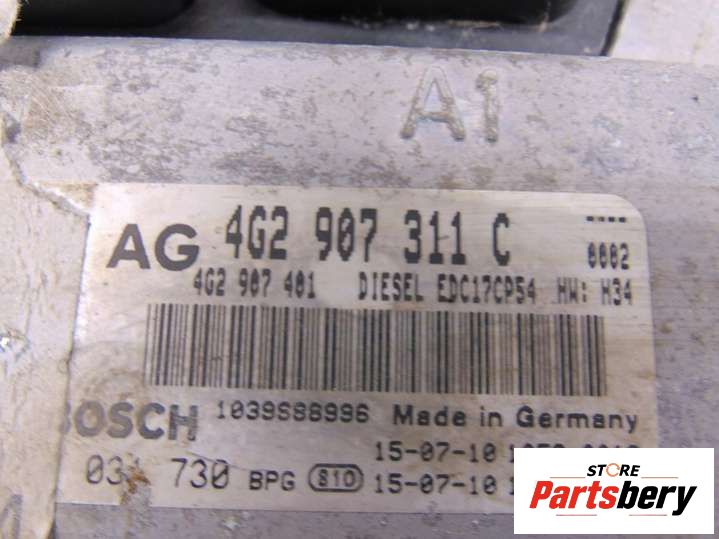 A1
AG 4G2 907 311 C
0002
4G2 907 401 DIESEL EDC17CP54 HW: H34
BOSCH 1039S88996 Made in Germany
15-07-10
730 BPG S10 15-07-10
STORE
Partsbery